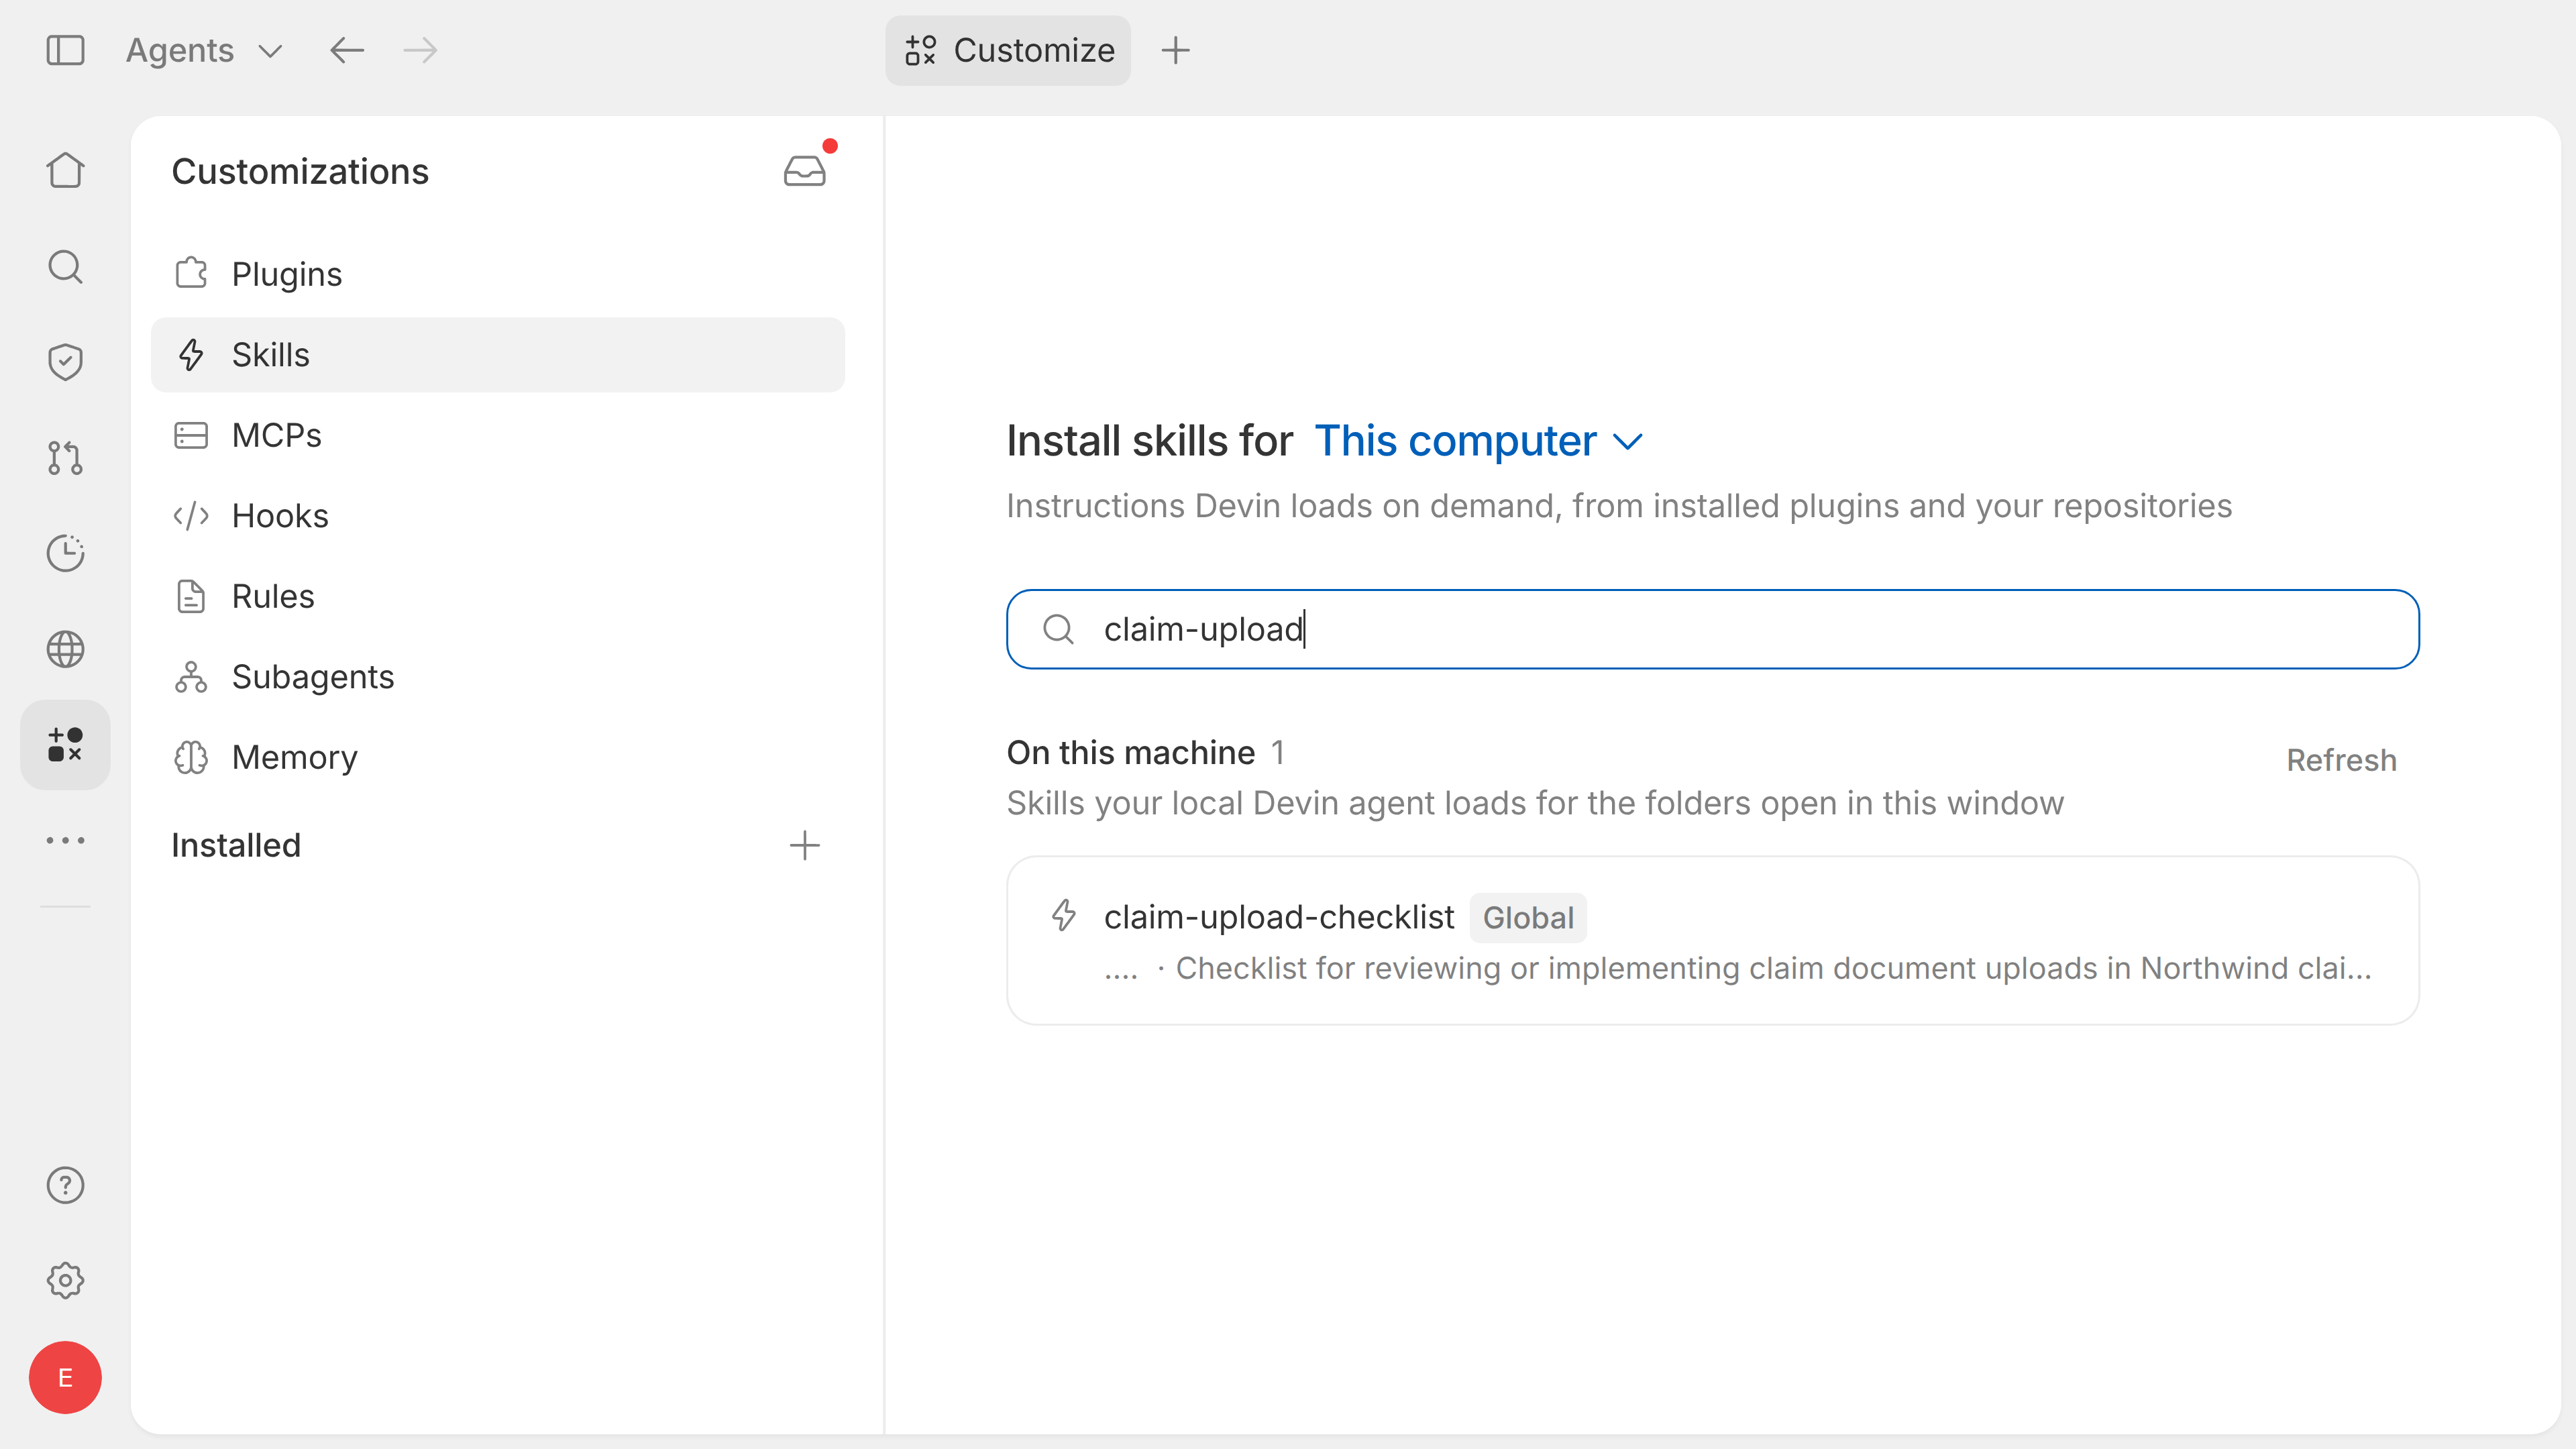 Agents
Customize
Customizations
Plugins
Skills
MCPs
Hooks
Rules
Subagents
Memory
Installed
E
Install skills for This computer
Instructions Devin loads on demand, from installed plugins and your repositories
claim-upload
On this machine 1
Refresh
Skills your local Devin agent loads for the folders open in this window
claim-upload-checklist Global
.... · Checklist for reviewing or implementing claim document uploads in Northwind clai...